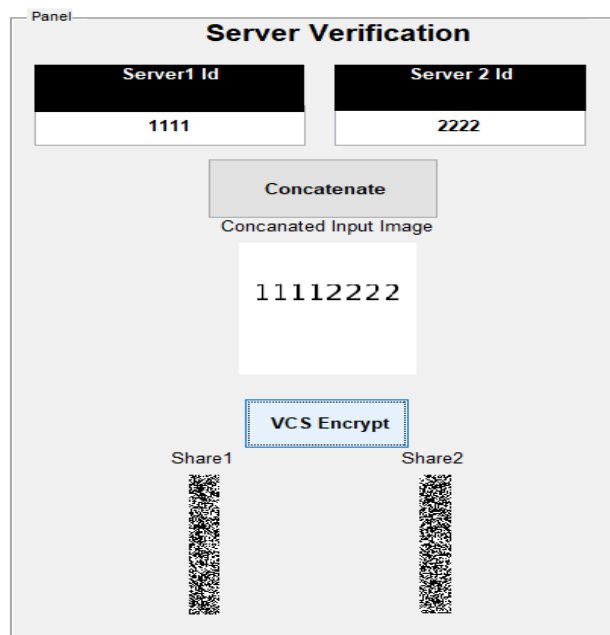 Panel
Server Verification
Server1 Id
Server 2 Id
1111
2222
Concatenate
Concanated Input Image
11112222
VCS Encrypt
Share1
Share2